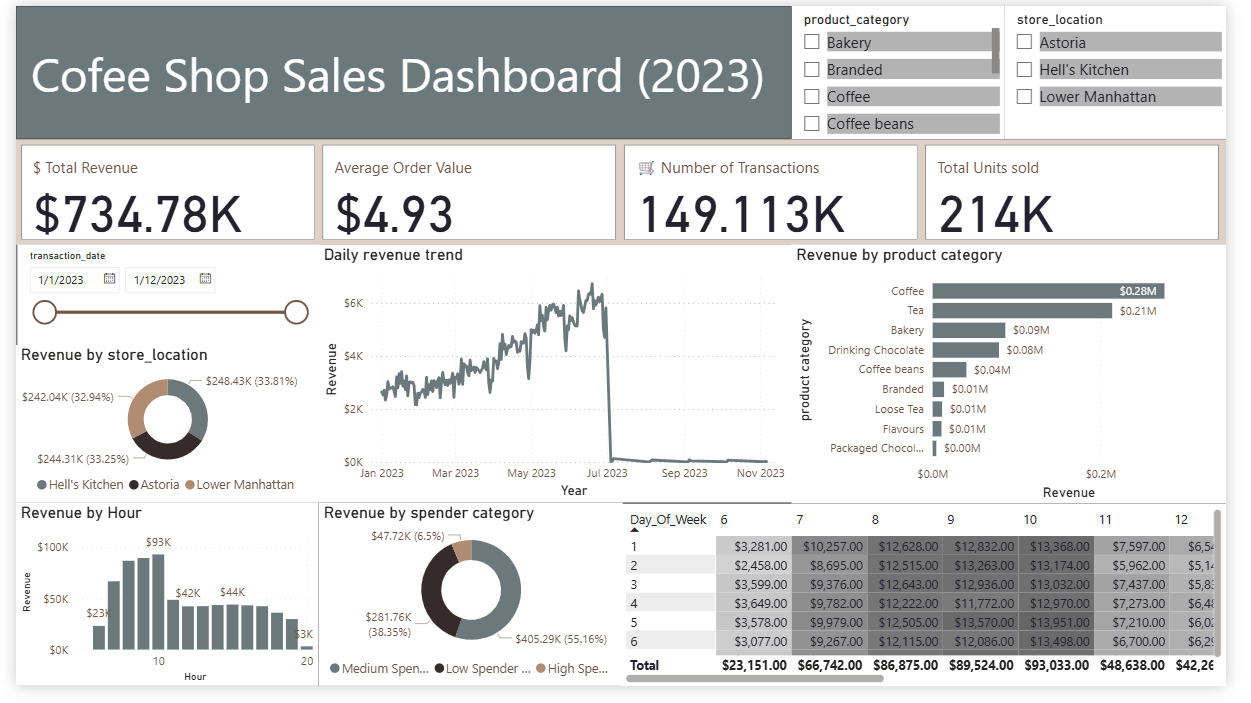 Cofee Shop Sales Dashboard (2023)
product_category
Bakery
Branded
Coffee
Coffee beans
store_location
Astoria
Hell's Kitchen
Lower Manhattan
$ Total Revenue
$734.78K
Average Order Value
$4.93
🛒 Number of Transactions
149.113K
Total Units sold
214K
transaction_date
1/1/2023
1/12/2023
Revenue by store_location
$248.43K (33.81%)
$242.04K (32.94%)
$244.31K (33.25%)
Hell's Kitchen Astoria Lower Manhattan
Daily revenue trend
Revenue
$6K
$4K
$2K
$0K
Jan 2023 Mar 2023 May 2023 Jul 2023 Sep 2023 Nov 2023
Year
Revenue by product category
product category
Coffee $0.28M
Tea $0.21M
Bakery $0.09M
Drinking Chocolate $0.08M
Coffee beans $0.04M
Branded $0.01M
Loose Tea $0.01M
Flavours $0.01M
Packaged Chocol... $0.00M
$0.0M $0.2M
Revenue
Revenue by Hour
Revenue
$100K
$50K
$0K
$23K
$93K
$42K
$44K
$3K
10 20
Hour
Revenue by spender category
$47.72K (6.5%)
$281.76K
(38.35%)
$405.29K (55.16%)
Medium Spen... Low Spender ... High Spe...
Day_Of_Week 6 7 8 9 10 11 12
1 $3,281.00 $10,257.00 $12,628.00 $12,832.00 $13,368.00 $7,597.00 $6,54
2 $2,458.00 $8,695.00 $12,515.00 $13,263.00 $13,174.00 $5,962.00 $5,14
3 $3,599.00 $9,376.00 $12,643.00 $12,936.00 $13,032.00 $7,437.00 $5,83
4 $3,649.00 $9,782.00 $12,222.00 $11,772.00 $12,970.00 $7,273.00 $6,48
5 $3,578.00 $9,979.00 $12,505.00 $13,570.00 $13,951.00 $7,210.00 $6,02
6 $3,077.00 $9,267.00 $12,115.00 $12,086.00 $13,498.00 $6,700.00 $6,29
Total $23,151.00 $66,742.00 $86,875.00 $89,524.00 $93,033.00 $48,638.00 $42,26